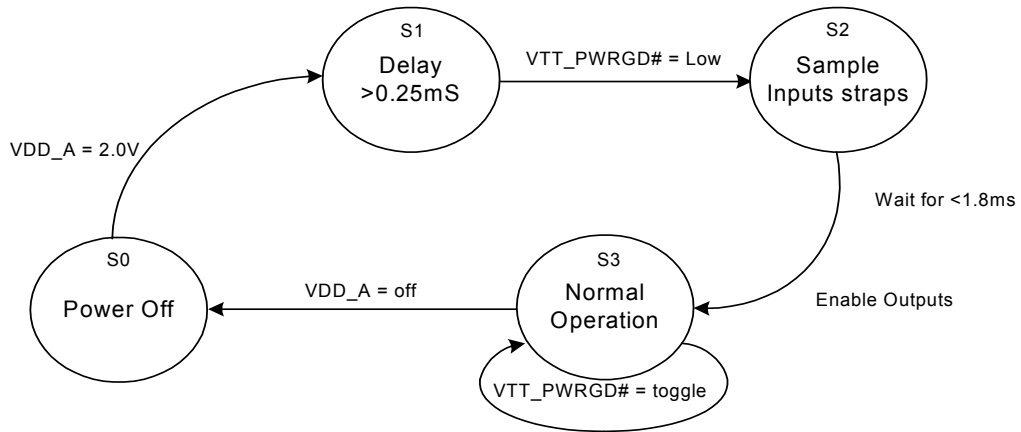 S1
Delay
>0.25mS
VTT_PWRGD# = Low
S2
Sample
Inputs straps
VDD_A = 2.0V
Wait for <1.8ms
Enable Outputs
S0
Power Off
VDD_A = off
S3
Normal
Operation
VTT_PWRGD# = toggle